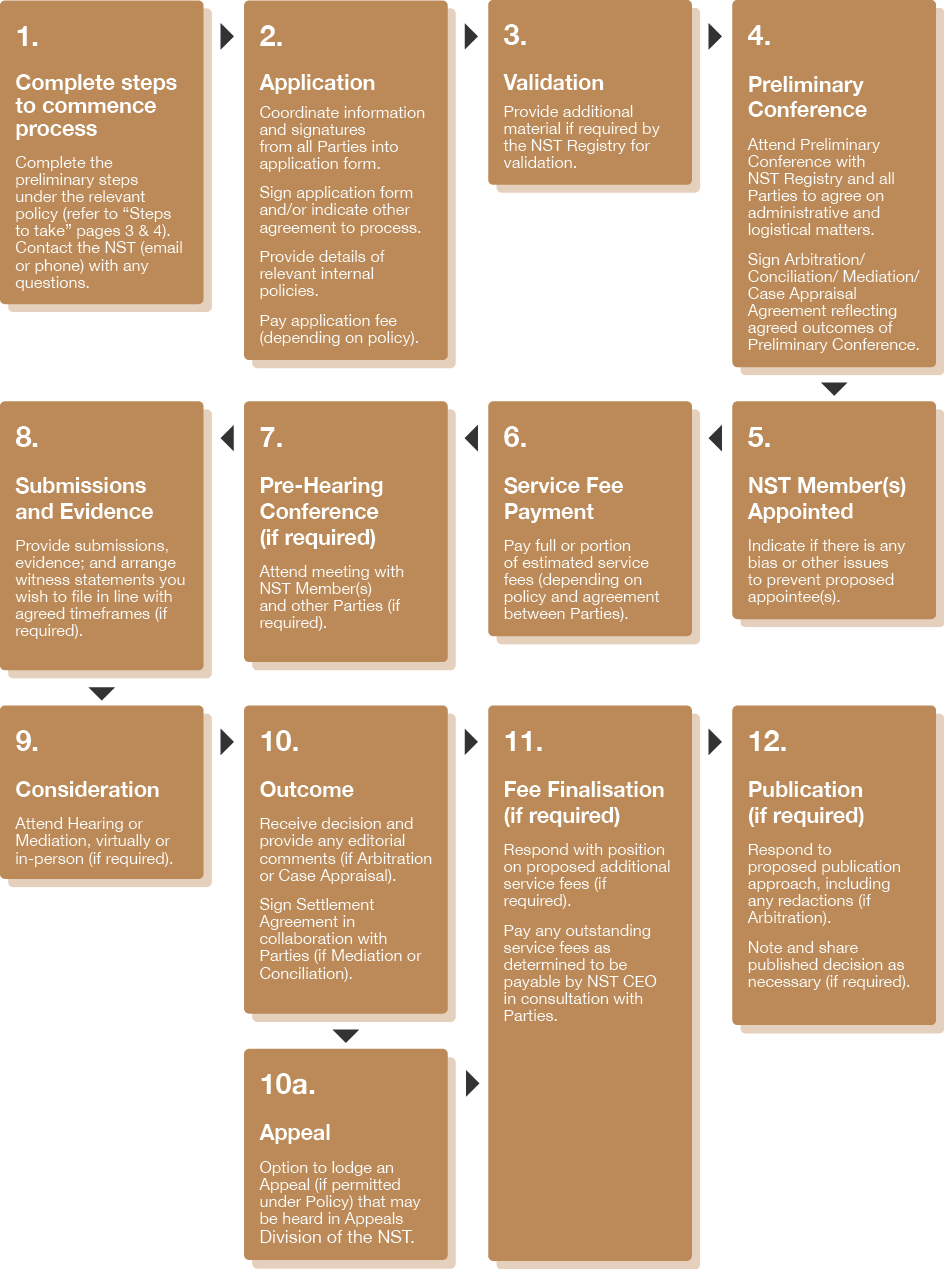 1.
Complete steps
to commence
process
Complete the
preliminary steps
under the relevant
policy (refer to “Steps
to take” pages 3 & 4).
Contact the NST (email
or phone) with any
questions.
2.
Application
Coordinate information
and signatures
from all Parties into
application form.
Sign application form
and/or indicate other
agreement to process.
Provide details of
relevant internal
policies.
Pay application fee
(depending on policy).
3.
Validation
Provide additional
material if required by
the NST Registry for
validation.
4.
Preliminary
Conference
Attend Preliminary
Conference with
NST Registry and all
Parties to agree on
administrative and
logistical matters.
Sign Arbitration/
Conciliation/ Mediation/
Case Appraisal
Agreement reflecting
agreed outcomes of
Preliminary Conference.
5.
NST Member(s)
Appointed
Indicate if there is any
bias or other issues
to prevent proposed
appointee(s).
6.
Service Fee
Payment
Pay full or portion
of estimated service
fees (depending on
policy and agreement
between Parties).
7.
Pre-Hearing
Conference
(if required)
Attend meeting with
NST Member(s)
and other Parties (if
required).
8.
Submissions
and Evidence
Provide submissions,
evidence; and arrange
witness statements you
wish to file in line with
agreed timeframes (if
required).
9.
Consideration
Attend Hearing or
Mediation, virtually or
in-person (if required).
10.
Outcome
Receive decision and
provide any editorial
comments (if Arbitration
or Case Appraisal).
Sign Settlement
Agreement in
collaboration with
Parties (if Mediation or
Conciliation).
10a.
Appeal
Option to lodge an
Appeal (if permitted
under Policy) that may
be heard in Appeals
Division of the NST.
11.
Fee Finalisation
(if required)
Respond with position
on proposed additional
service fees (if
required).
Pay any outstanding
service fees as
determined to be
payable by NST CEO
in consultation with
Parties.
12.
Publication
(if required)
Respond to
proposed publication
approach, including
any redactions (if
Arbitration).
Note and share
published decision as
necessary (if required).